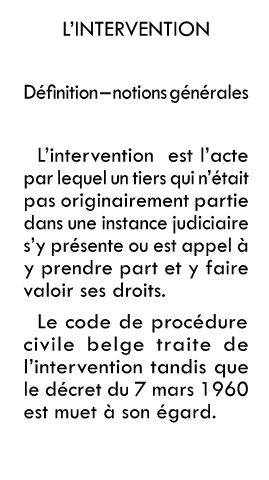 L'INTERVENTION
Définition–notions générales
L'intervention est l'acte
par lequel un tiers qui n'était
pas originairement partie
dans une instance judiciaire
s'y présente ou est appel à
y prendre part et y faire
valoir ses droits.
Le code de procédure
civile belge traite de
l'intervention tandis que
le décret du 7 mars 1960
est muet à son égard.